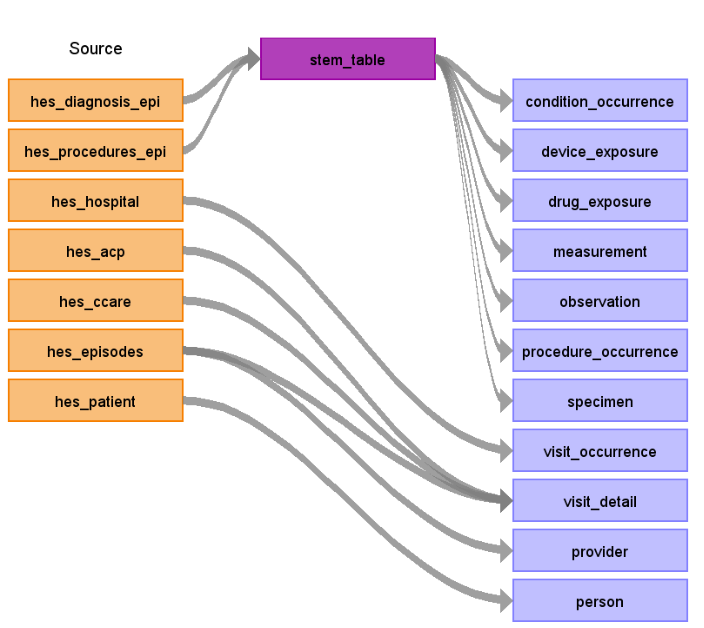 Source
stem_table
hes_diagnosis_epi
hes_procedures_epi
hes_hospital
hes_acp
hes_ccare
hes_episodes
hes_patient
condition_occurrence
device_exposure
drug_exposure
measurement
observation
procedure_occurrence
specimen
visit_occurrence
visit_detail
provider
person